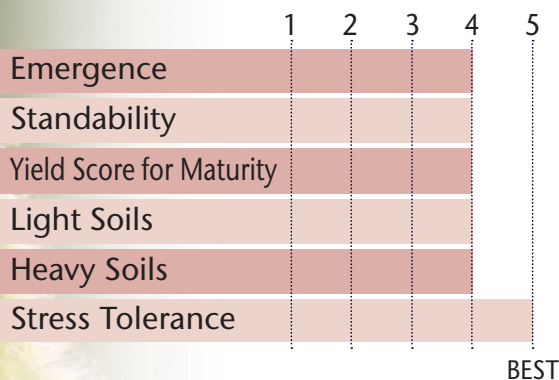 1 2 3 4 5
Emergence
Standability
Yield Score for Maturity
Light Soils
Heavy Soils
Stress Tolerance
BEST